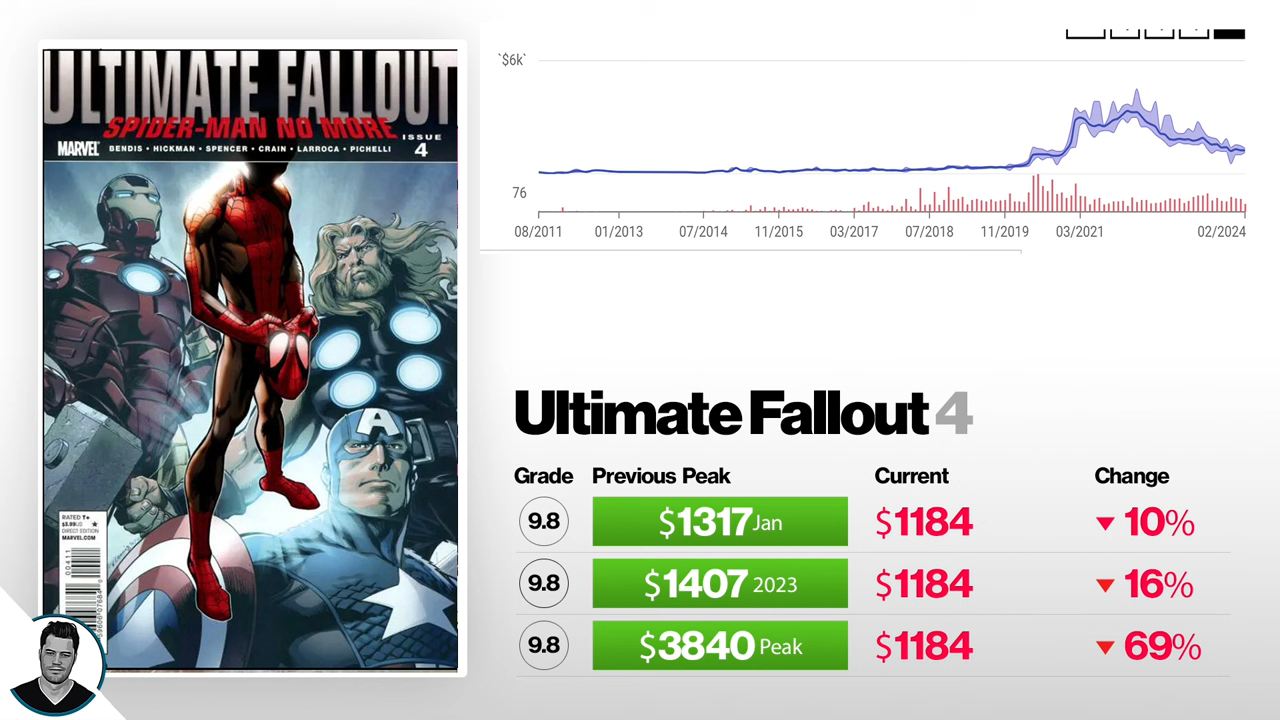 ULTIMATE FALLOUT
SPIDER-MAN NO MORE
ISSUE
4
MARVEL
BENDIS • HICKMAN • SPENCER • CRAIN • LARROCA • PICHELLI
A
RATED T+
$3.99US
DIRECT EDITION
MARVEL.COM
00411
`$6k`
76
08/2011 01/2013 07/2014 11/2015 03/2017 07/2018 11/2019 03/2021 02/2024
Ultimate Fallout 4
Grade Previous Peak Current Change
9.8 $1317 Jan $1184 ▼ 10%
9.8 $1407 2023 $1184 ▼ 16%
9.8 $3840 Peak $1184 ▼ 69%